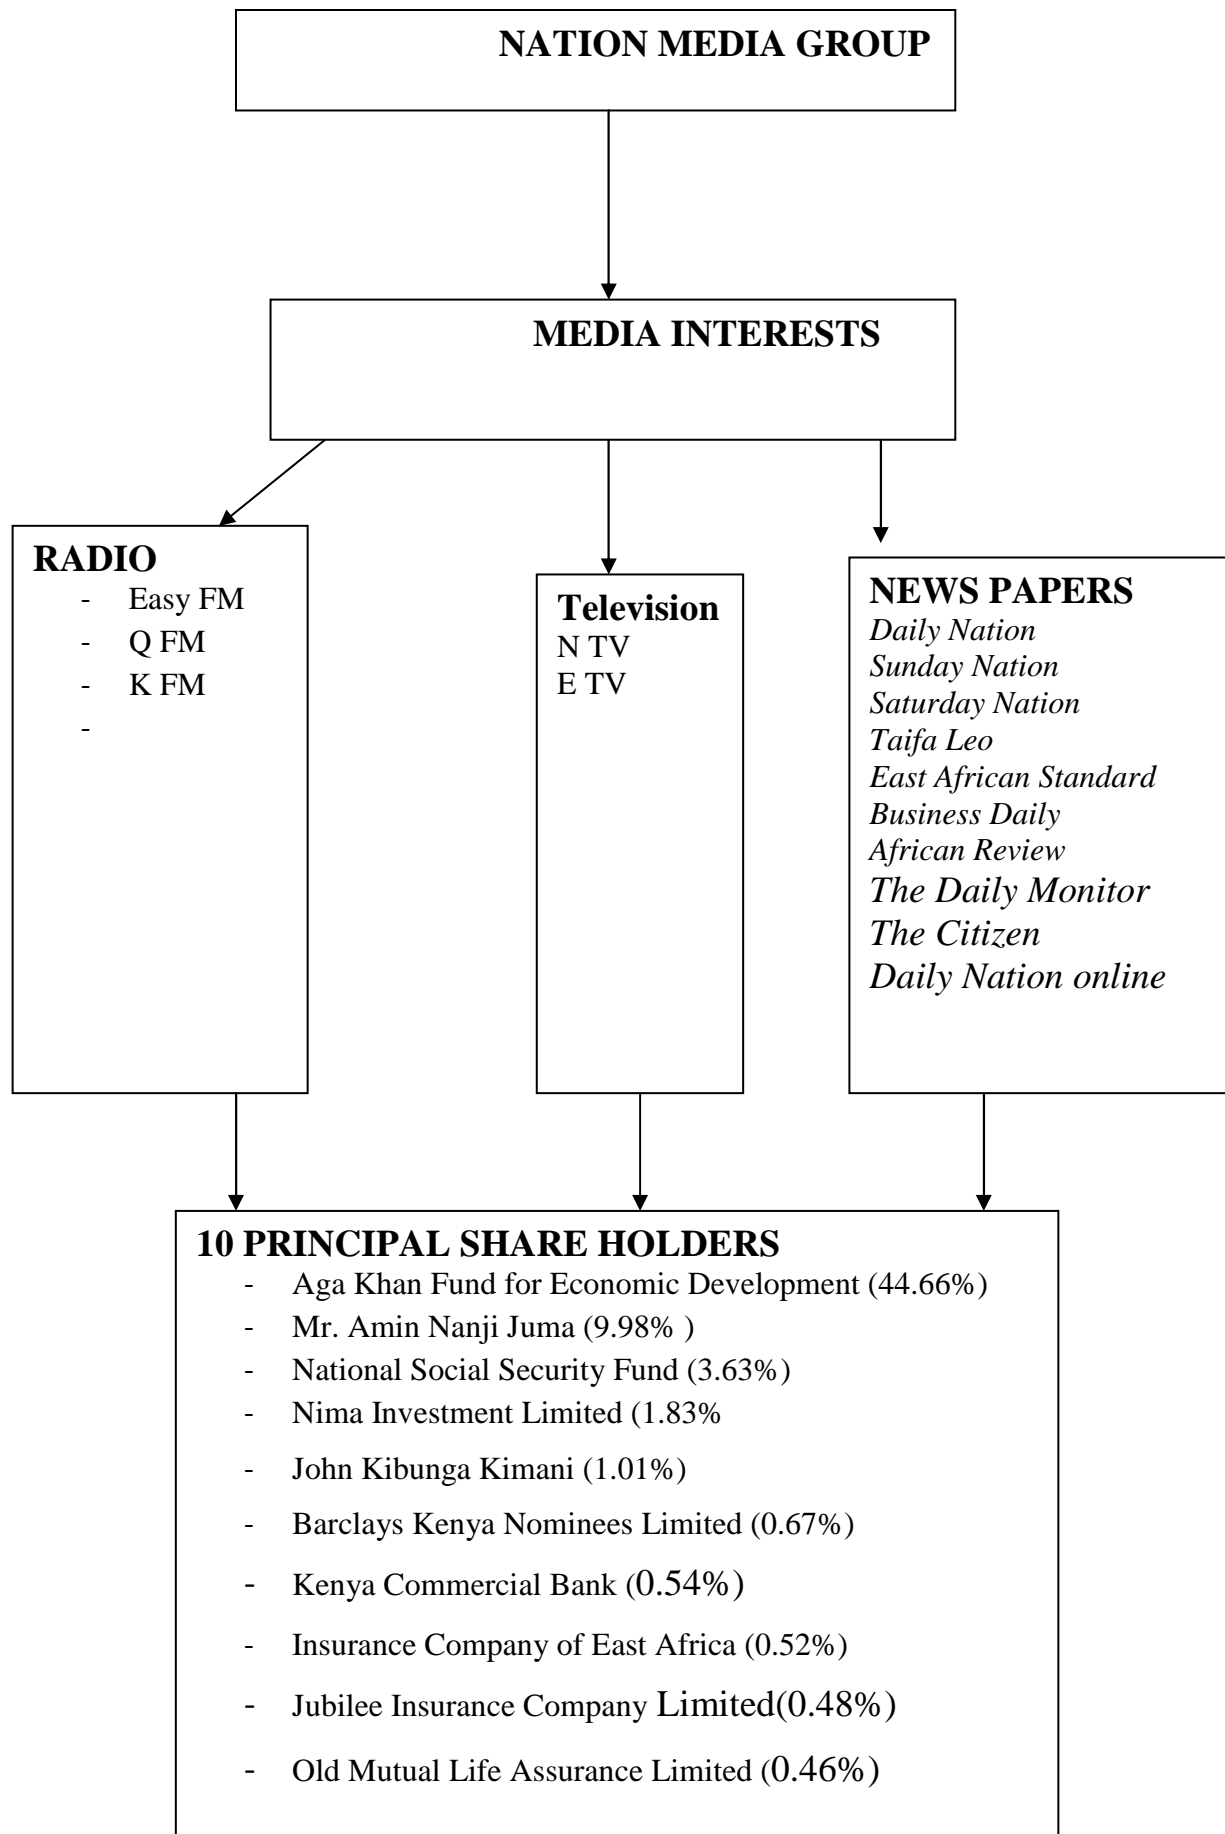 NATION MEDIA GROUP
MEDIA INTERESTS
RADIO
- Easy FM
- Q FM
- K FM
-
Television
N TV
E TV
NEWS PAPERS
Daily Nation
Sunday Nation
Saturday Nation
Taifa Leo
East African Standard
Business Daily
African Review
The Daily Monitor
The Citizen
Daily Nation online
10 PRINCIPAL SHARE HOLDERS
- Aga Khan Fund for Economic Development (44.66%)
- Mr. Amin Nanji Juma (9.98% )
- National Social Security Fund (3.63%)
- Nima Investment Limited (1.83%
- John Kibunga Kimani (1.01%)
- Barclays Kenya Nominees Limited (0.67%)
- Kenya Commercial Bank (0.54%)
- Insurance Company of East Africa (0.52%)
- Jubilee Insurance Company Limited(0.48%)
- Old Mutual Life Assurance Limited (0.46%)